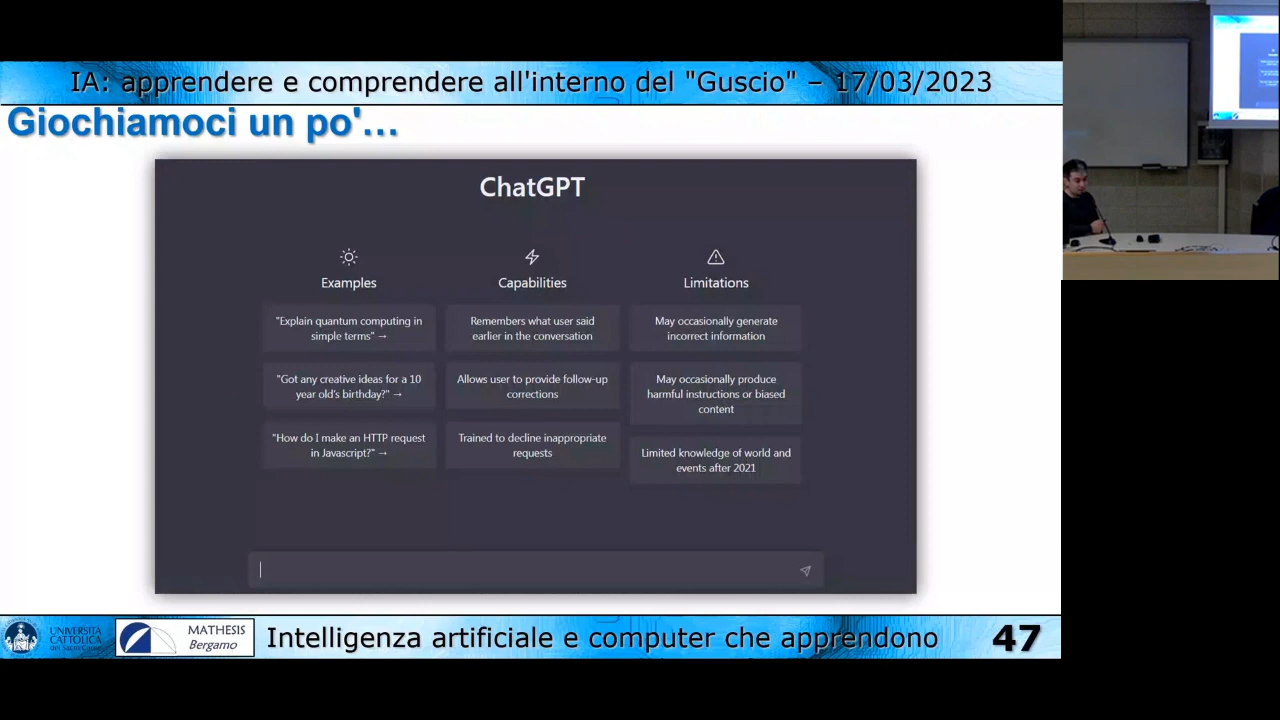 IA: apprendere e comprendere all'interno del "Guscio" – 17/03/2023
Giochiamoci un po'...
ChatGPT
Examples
Capabilities
Limitations
"Explain quantum computing in
simple terms" →
Remembers what user said
earlier in the conversation
May occasionally generate
incorrect information
"Got any creative ideas for a 10
year old's birthday?" →
Allows user to provide follow-up
corrections
May occasionally produce
harmful instructions or biased
content
"How do I make an HTTP request
in Javascript?" →
Trained to decline inappropriate
requests
Limited knowledge of world and
events after 2021
UNIVERSITÀ
CATTOLICA
del Sacro Cuore
MATHESIS
Bergamo
Intelligenza artificiale e computer che apprendono
47